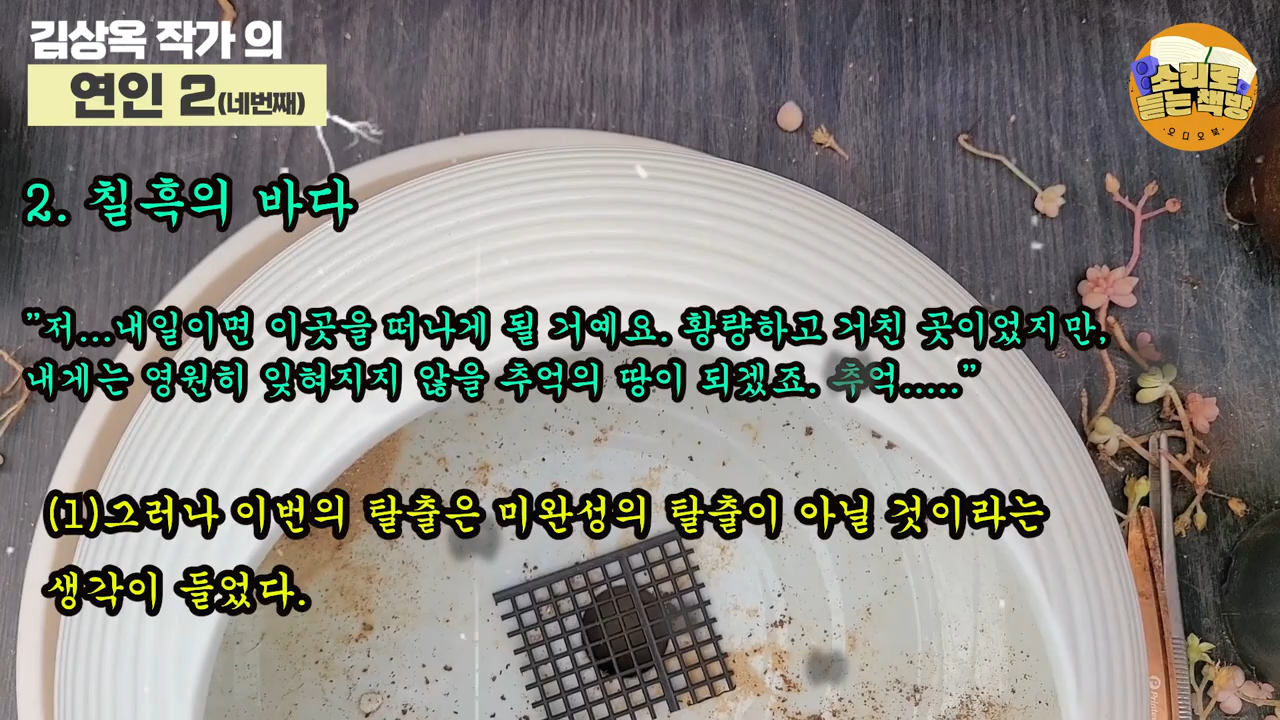 김상옥 작가 의
연인 2(네번째)
소리로
듣는 책방
·오디오북·
2. 칠흑의 바다
"저...내일이면 이곳을 떠나게 될 거예요. 황량하고 거친 곳이었지만,
내게는 영원히 잊혀지지 않을 추억의 땅이 되겠죠. 추억....."
(1)그러나 이번의 탈출은 미완성의 탈출이 아닐 것이라는
생각이 들었다.